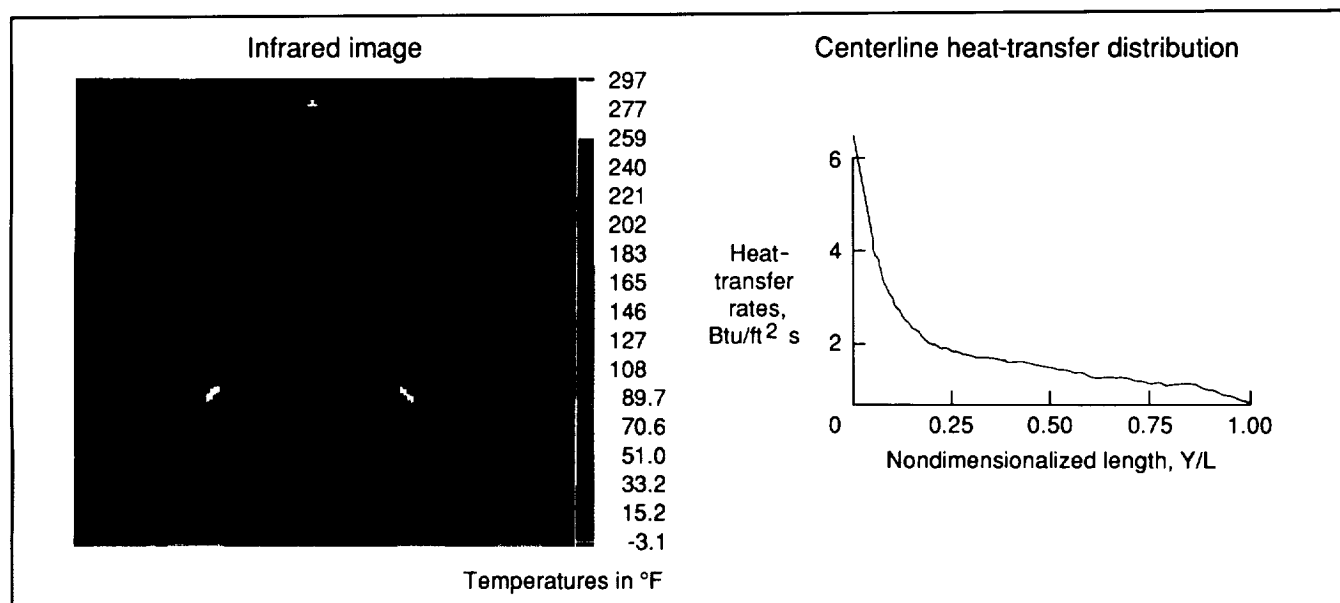 Infrared image
297
277
259
240
221
202
183
165
146
127
108
89.7
70.6
51.0
33.2
15.2
-3.1
Temperatures in °F
Centerline heat-transfer distribution
6
4
2
Heat-
transfer
rates,
Btu/ft2 s
0 0.25 0.50 0.75 1.00
Nondimensionalized length, Y/L